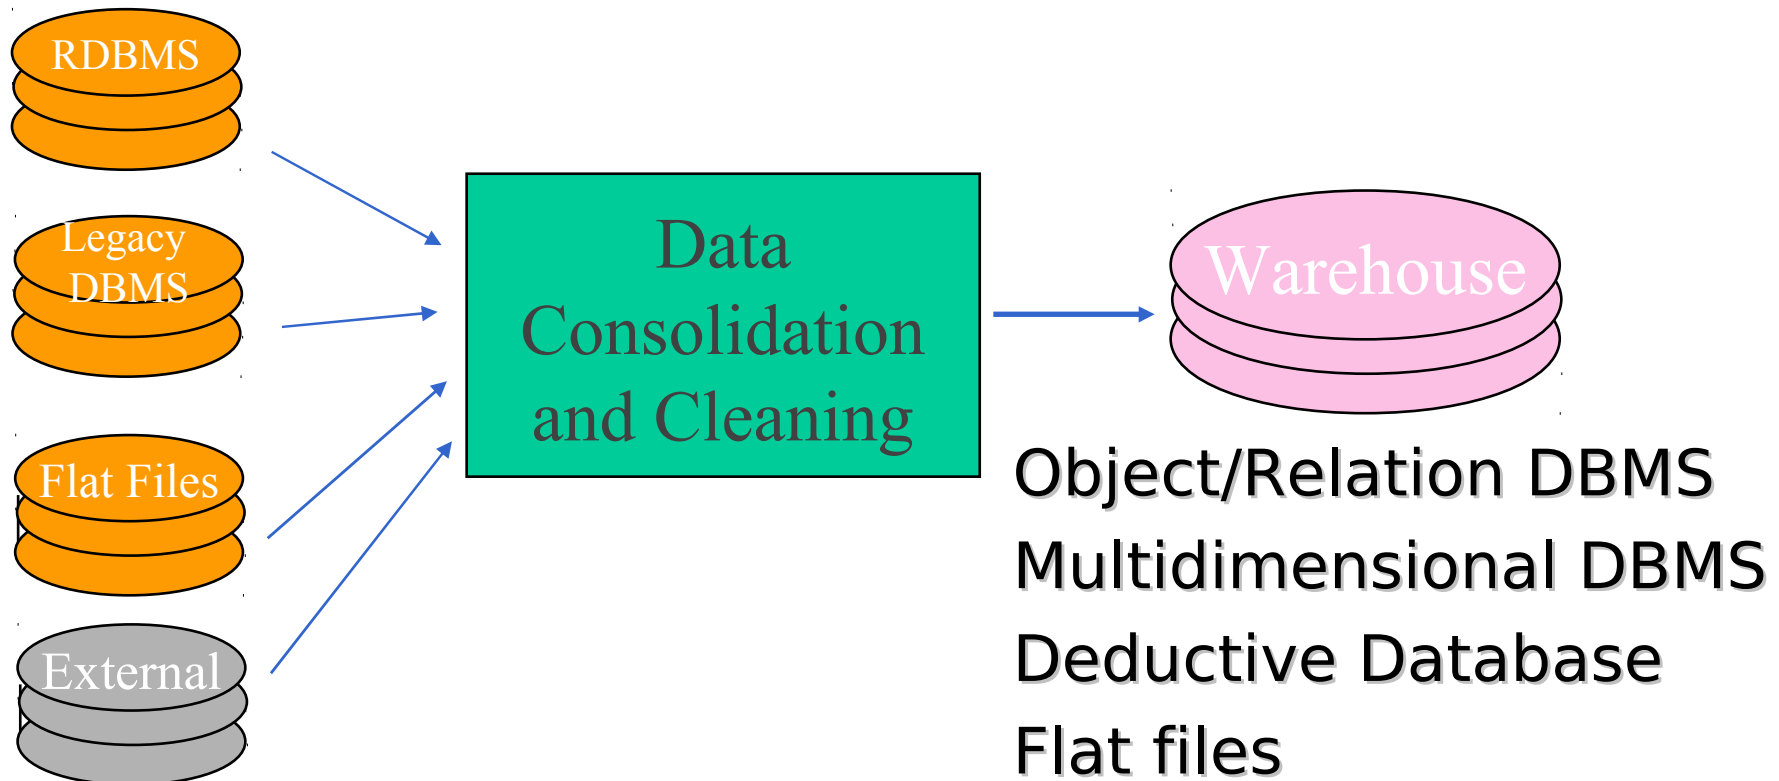 RDBMS
Legacy
DBMS
Flat Files
External
Data
Consolidation
and Cleaning
Warehouse
Object/Relation DBMS
Multidimensional DBMS
Deductive Database
Flat files